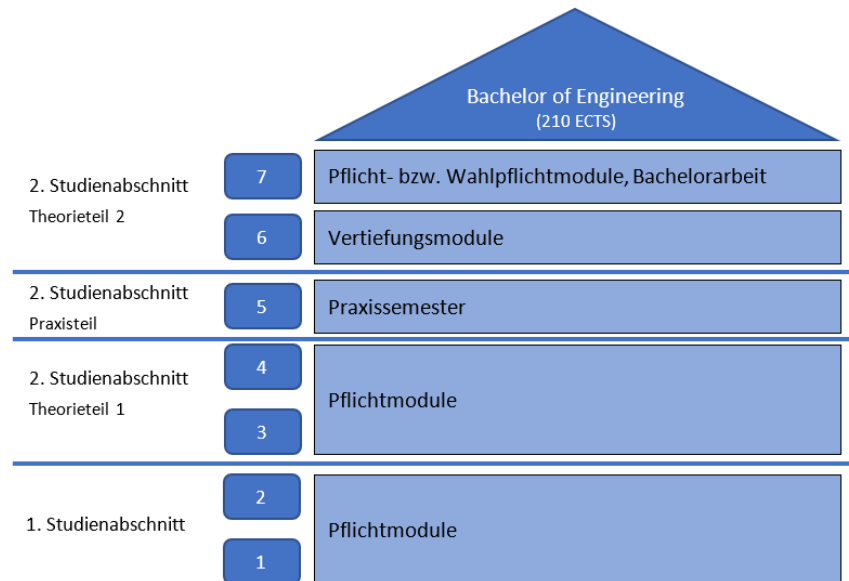 Bachelor of Engineering
(210 ECTS)
2. Studienabschnitt
Theorieteil 2
7
Pflicht- bzw. Wahlpflichtmodule, Bachelorarbeit
6
Vertiefungsmodule
2. Studienabschnitt
Praxisteil
5
Praxissemester
2. Studienabschnitt
Theorieteil 1
4
3
Pflichtmodule
1. Studienabschnitt
2
1
Pflichtmodule